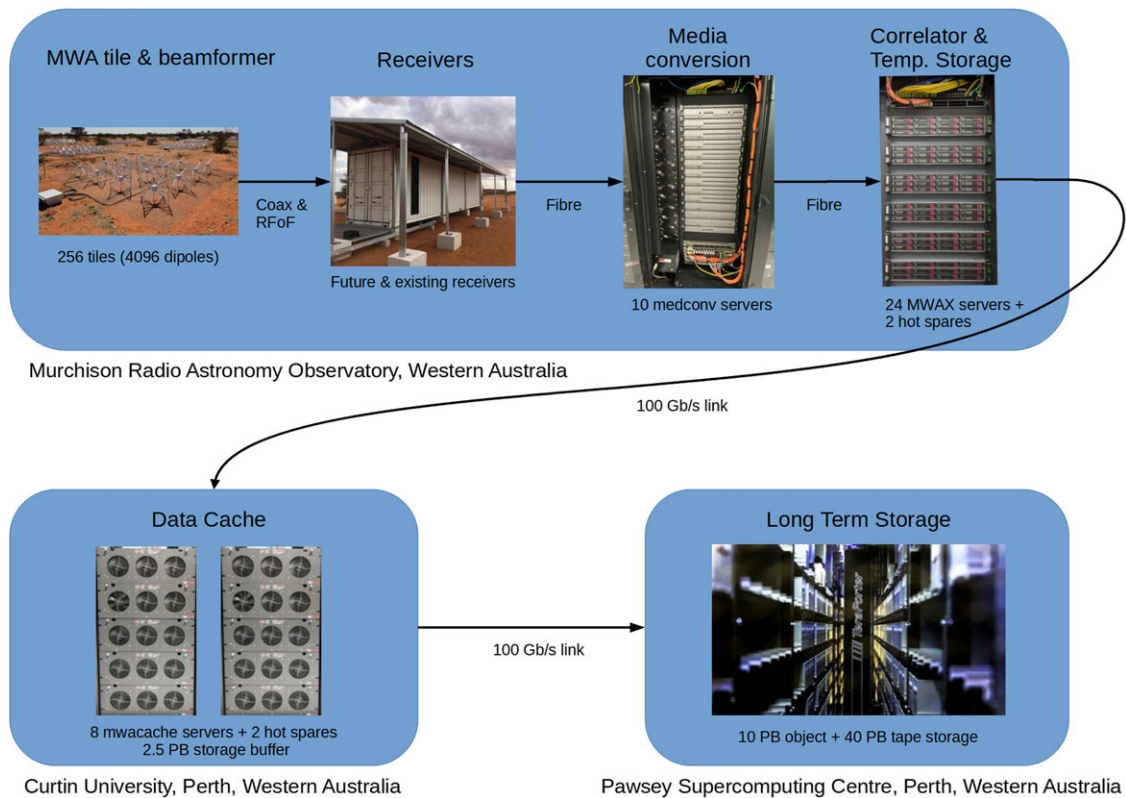 MWA tile & beamformer
Receivers
Media
conversion
Correlator &
Temp. Storage
Coax &
RFoF
Fibre
Fibre
256 tiles (4096 dipoles)
Future & existing receivers
10 medconv servers
24 MWAX servers +
2 hot spares
Murchison Radio Astronomy Observatory, Western Australia
100 Gb/s link
Data Cache
Long Term Storage
TeraPorter
100 Gb/s link
8 mwacache servers + 2 hot spares
2.5 PB storage buffer
10 PB object + 40 PB tape storage
Curtin University, Perth, Western Australia
Pawsey Supercomputing Centre, Perth, Western Australia